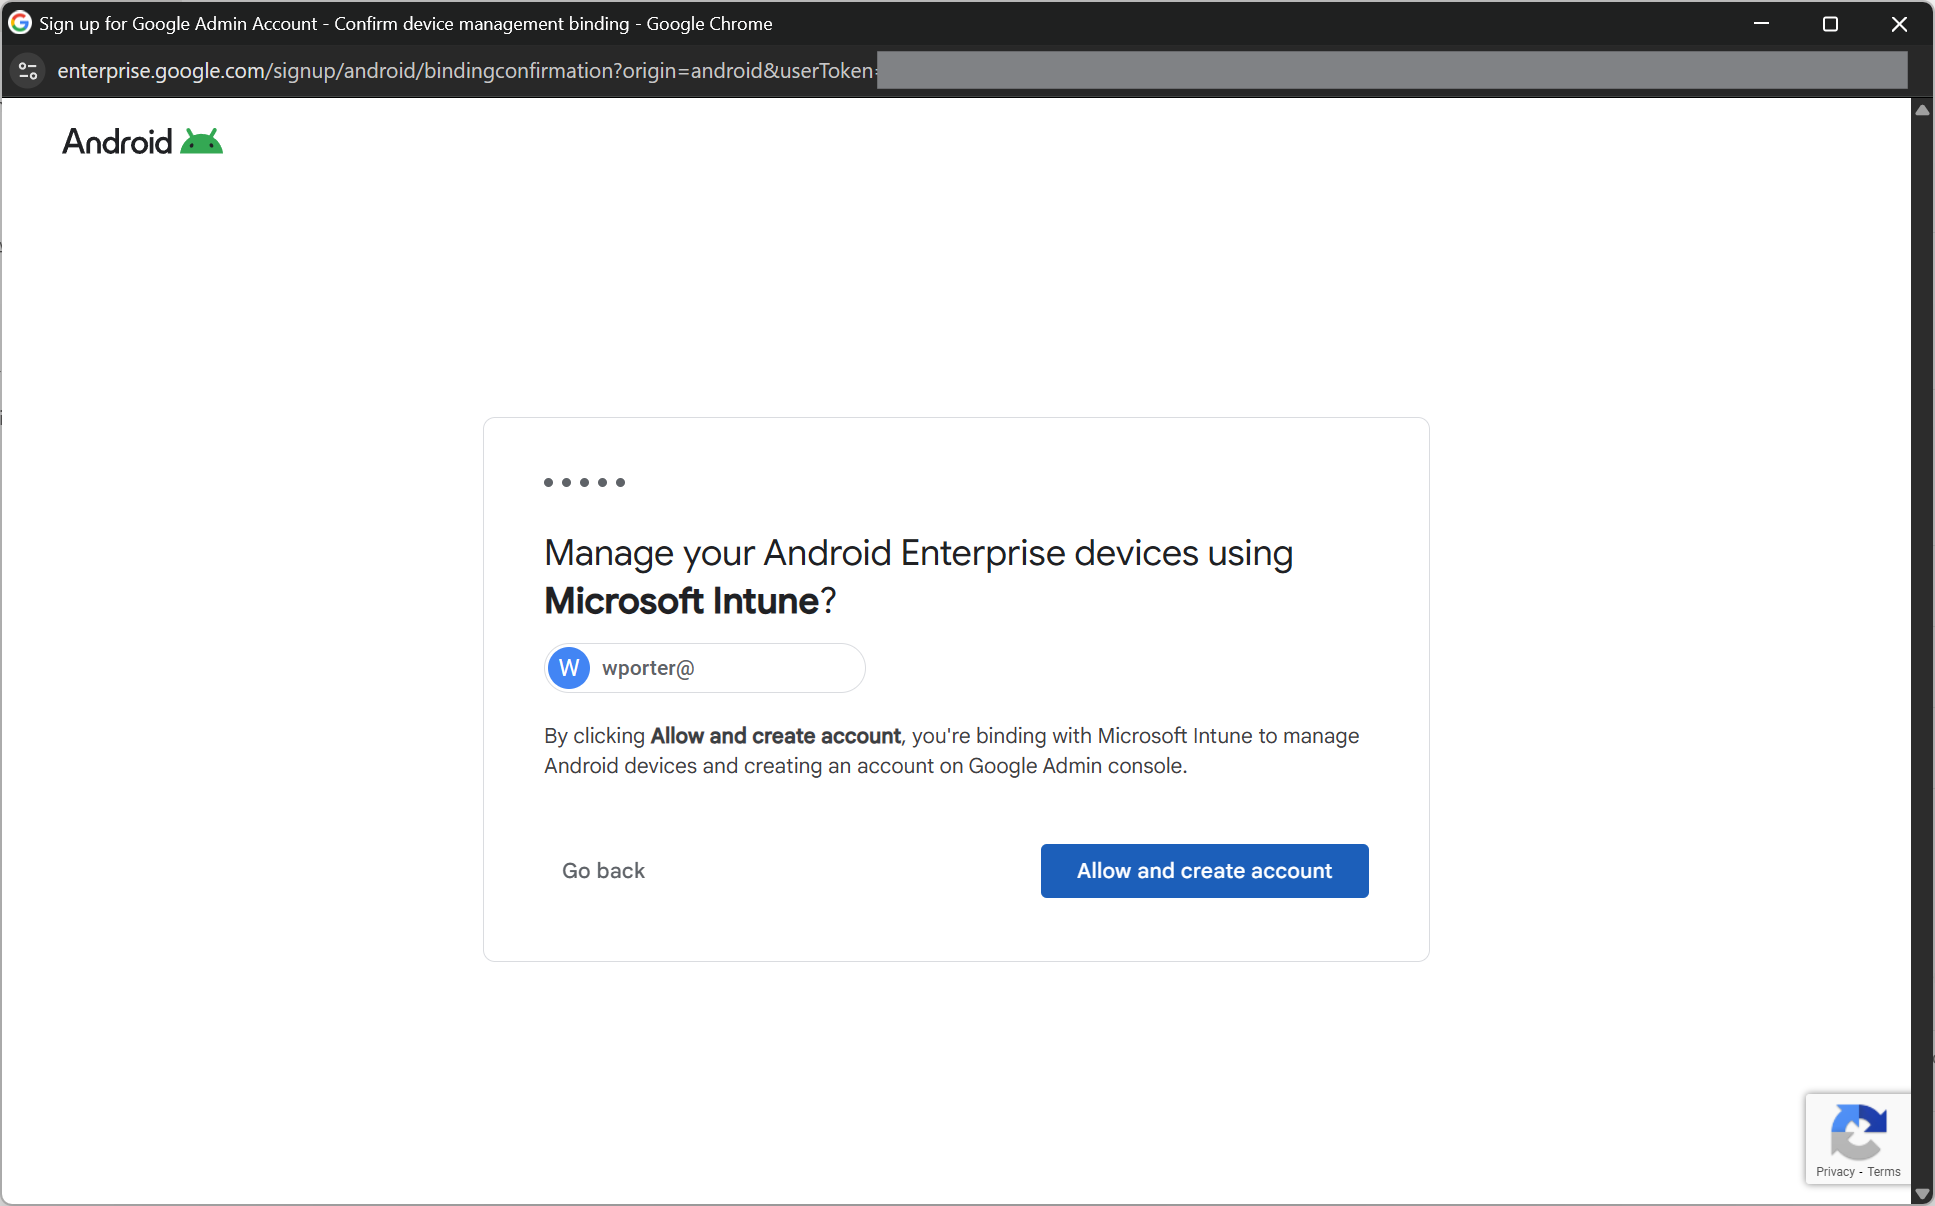 Sign up for Google Admin Account - Confirm device management binding - Google Chrome
enterprise.google.com/signup/android/bindingconfirmation?origin=android&userToken=
Android
Manage your Android Enterprise devices using
Microsoft Intune?
W wporter@
By clicking Allow and create account, you're binding with Microsoft Intune to manage
Android devices and creating an account on Google Admin console.
Go back
Allow and create account
Privacy - Terms